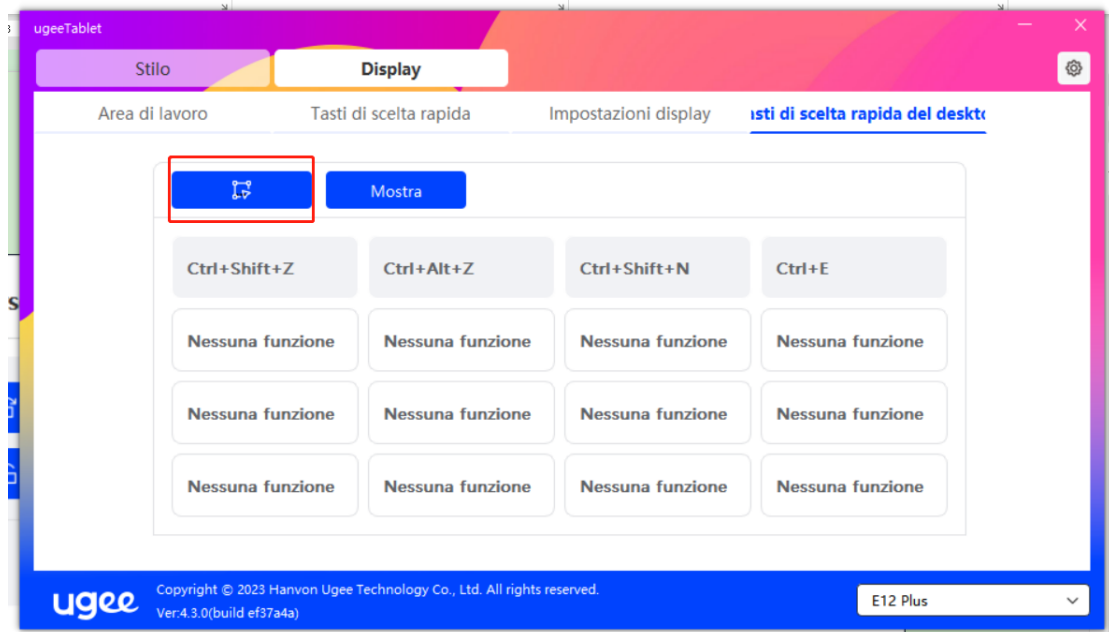 ugeeTablet
Stilo Display
Area di lavoro Tasti di scelta rapida Impostazioni display asti di scelta rapida del deskto
Mostra
Ctrl+Shift+Z Ctrl+Alt+Z Ctrl+Shift+N Ctrl+E
Nessuna funzione Nessuna funzione Nessuna funzione Nessuna funzione
Nessuna funzione Nessuna funzione Nessuna funzione Nessuna funzione
Nessuna funzione Nessuna funzione Nessuna funzione Nessuna funzione
ugee
Copyright © 2023 Hanvon Ugee Technology Co., Ltd. All rights reserved.
Ver:4.3.0(build ef37a4a)
E12 Plus